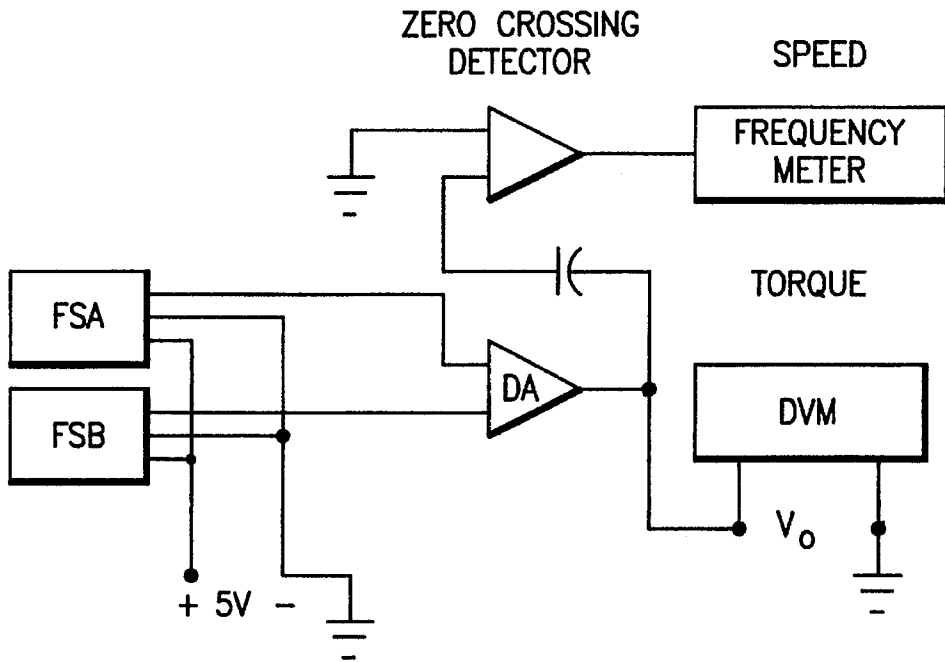 ZERO CROSSING
DETECTOR
SPEED
FREQUENCY
METER
FSA
TORQUE
DA
FSB
DVM
Vo
+ 5V -